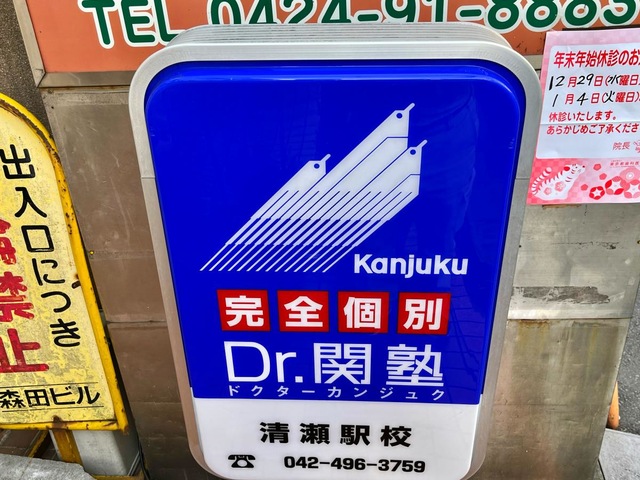 TEL 0424-91-8885
年末年始休診のお
12月29日(水曜日)
1月4日(火曜日)
休診いたします。
あらかじめご了承くださ
院長
出入口につき
禁止
森田ビル
Kanjuku
完全個別
Dr.関塾
ドクターカンジュク
清瀬駅校
☎ 042-496-3759